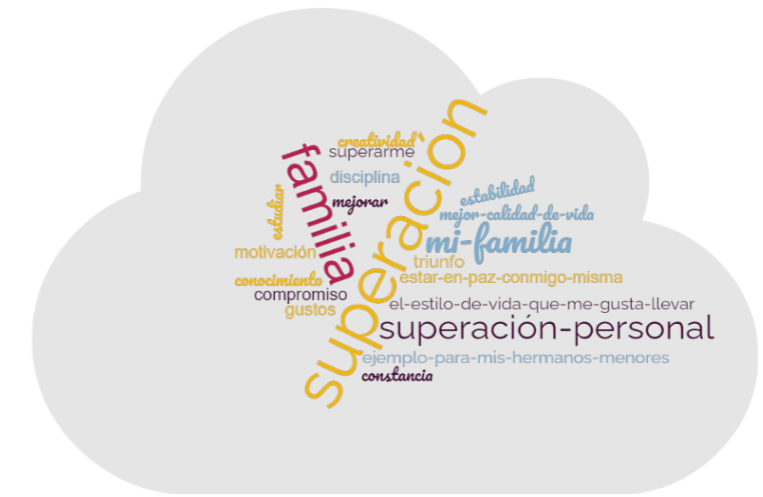 creatividad
superarme
familia
disciplina
superación
mejorar
estudiar
estabilidad
mejor-calidad-de-vida
mi-familia
motivación
triunfo
conocimiento
estar-en-paz-conmigo-misma
compromiso
el-estilo-de-vida-que-me-gusta-llevar
gustos
superación-personal
ejemplo-para-mis-hermanos-menores
constancia